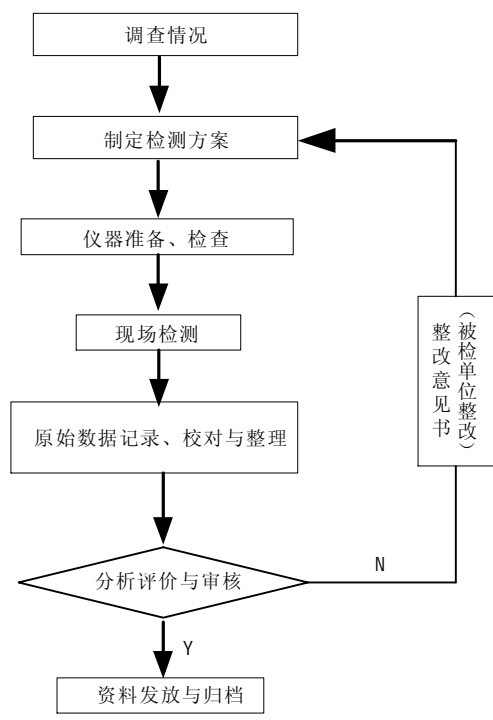 调查情况
制定检测方案
仪器准备、检查
现场检测
原始数据记录、校对与整理
整改意见书
（被检单位整改）
分析评价与审核
N
Y
资料发放与归档